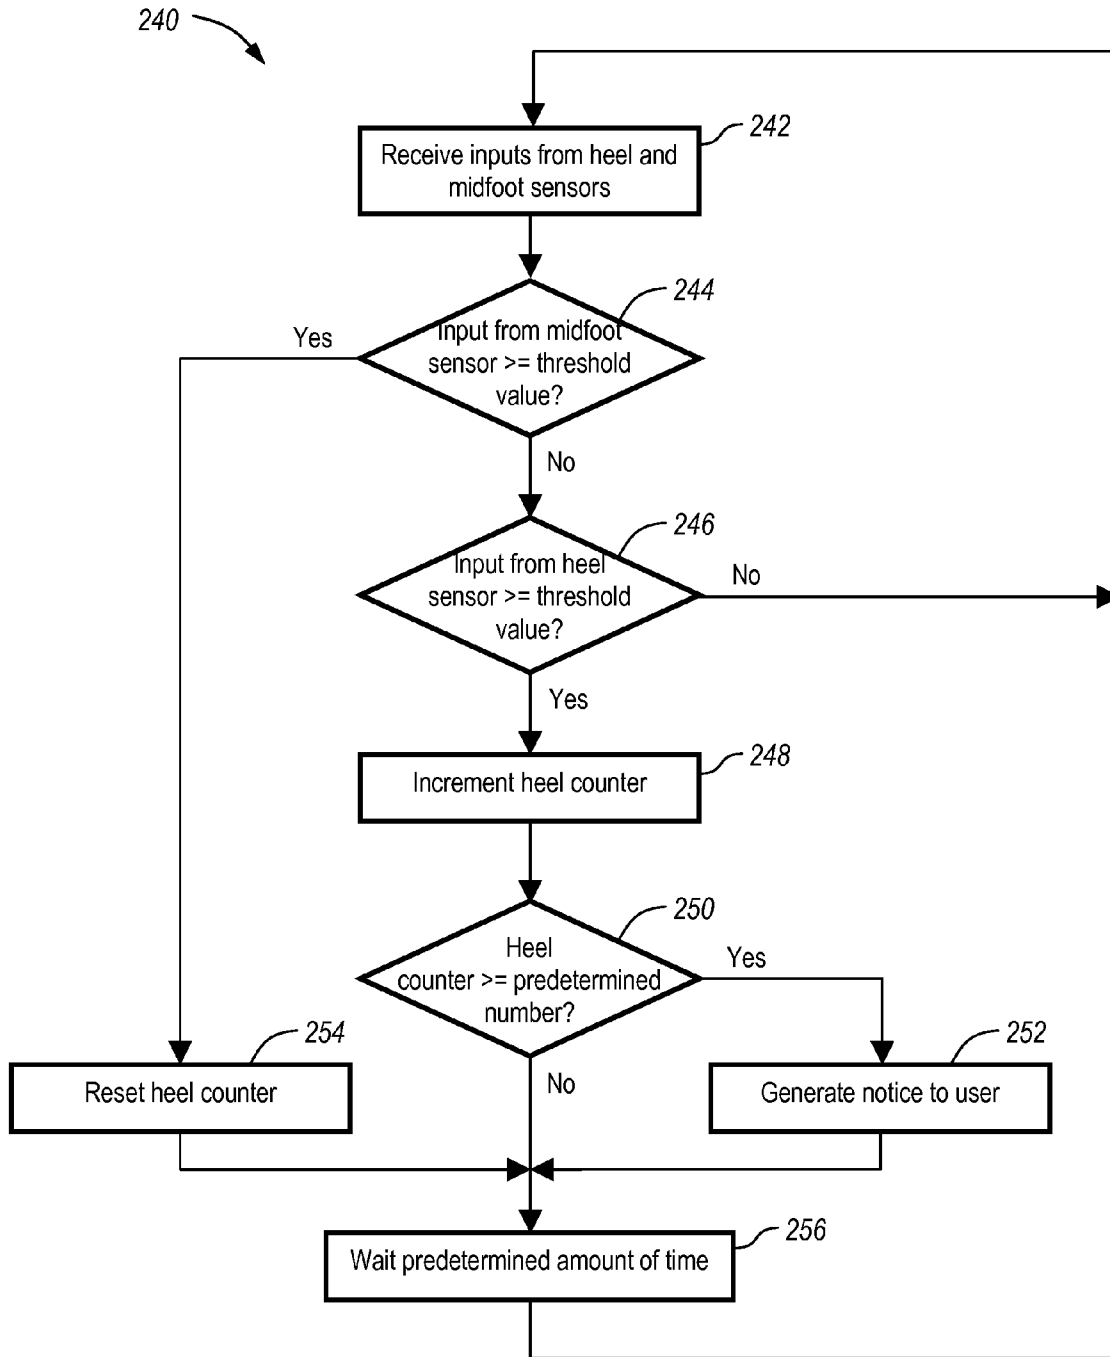 240
242
Receive inputs from heel and
midfoot sensors
244
Yes
Input from midfoot
sensor >= threshold
value?
No
246
Input from heel
sensor >= threshold
value?
No
Yes
248
Increment heel counter
250
Heel
counter >= predetermined
number?
Yes
254
Reset heel counter
No
252
Generate notice to user
256
Wait predetermined amount of time